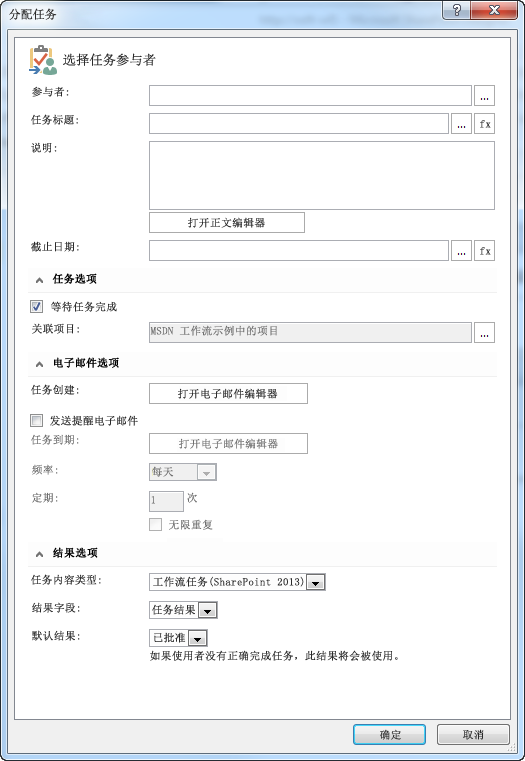 分配任务
选择任务参与者
参与者:
...
任务标题:
... fx
说明:
打开正文编辑器
截止日期:
... fx
任务选项
等待任务完成
关联项目: MSDN 工作流示例中的项目 ...
电子邮件选项
任务创建: 打开电子邮件编辑器
发送提醒电子邮件
任务到期: 打开电子邮件编辑器
频率: 每天
定期: 1 次
无限重复
结果选项
任务内容类型: 工作流任务(SharePoint 2013)
结果字段: 任务结果
默认结果: 已批准
如果使用者没有正确完成任务，此结果将会被使用。
确定 取消